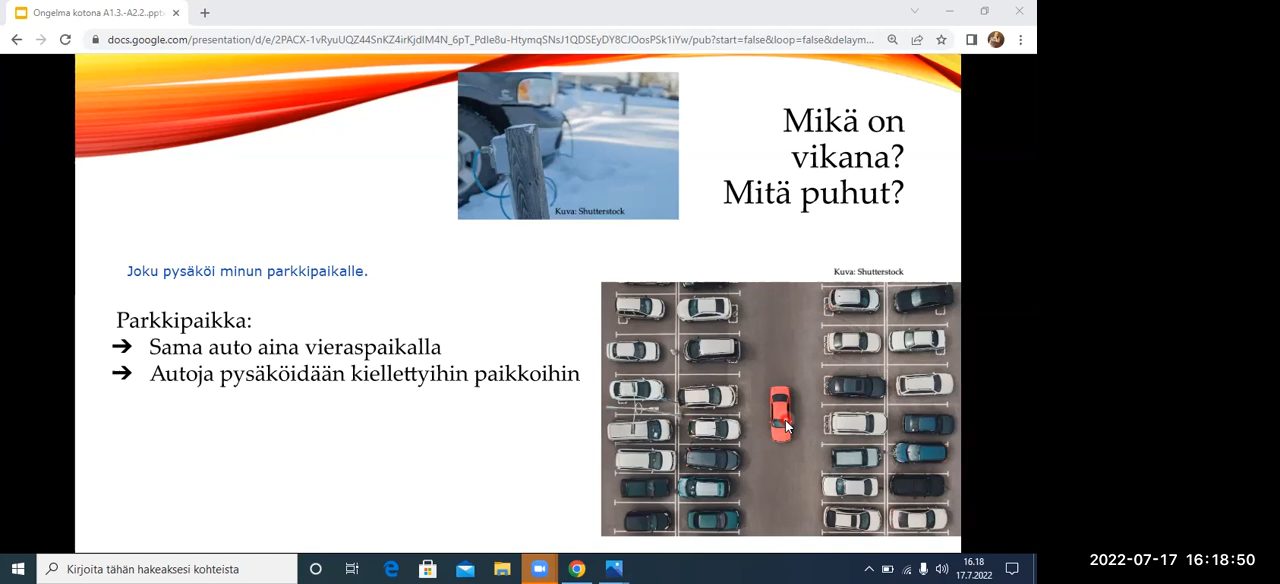 Ongelma kotona A1.3.-A2.2..ppt
docs.google.com/presentation/d/e/2PACX-1vRyuUQZ44SnKZ4irKjdIM4N_6pT_PdIe8u-HtymqSNsJ1QDSEyDY8CJOosPSk1iYw/pub?start=false&loop=false&delaym...
Mikä on
vikana?
Mitä puhut?
Kuva: Shutterstock
Joku pysäköi minun parkkipaikalle.
Kuva: Shutterstock
Parkkipaikka:
➔ Sama auto aina vieraspaikalla
➔ Autoja pysäköidään kiellettyihin paikkoihin
Kirjoita tähän hakeaksesi kohteista
16.18
17.7.2022
2022-07-17 16:18:50